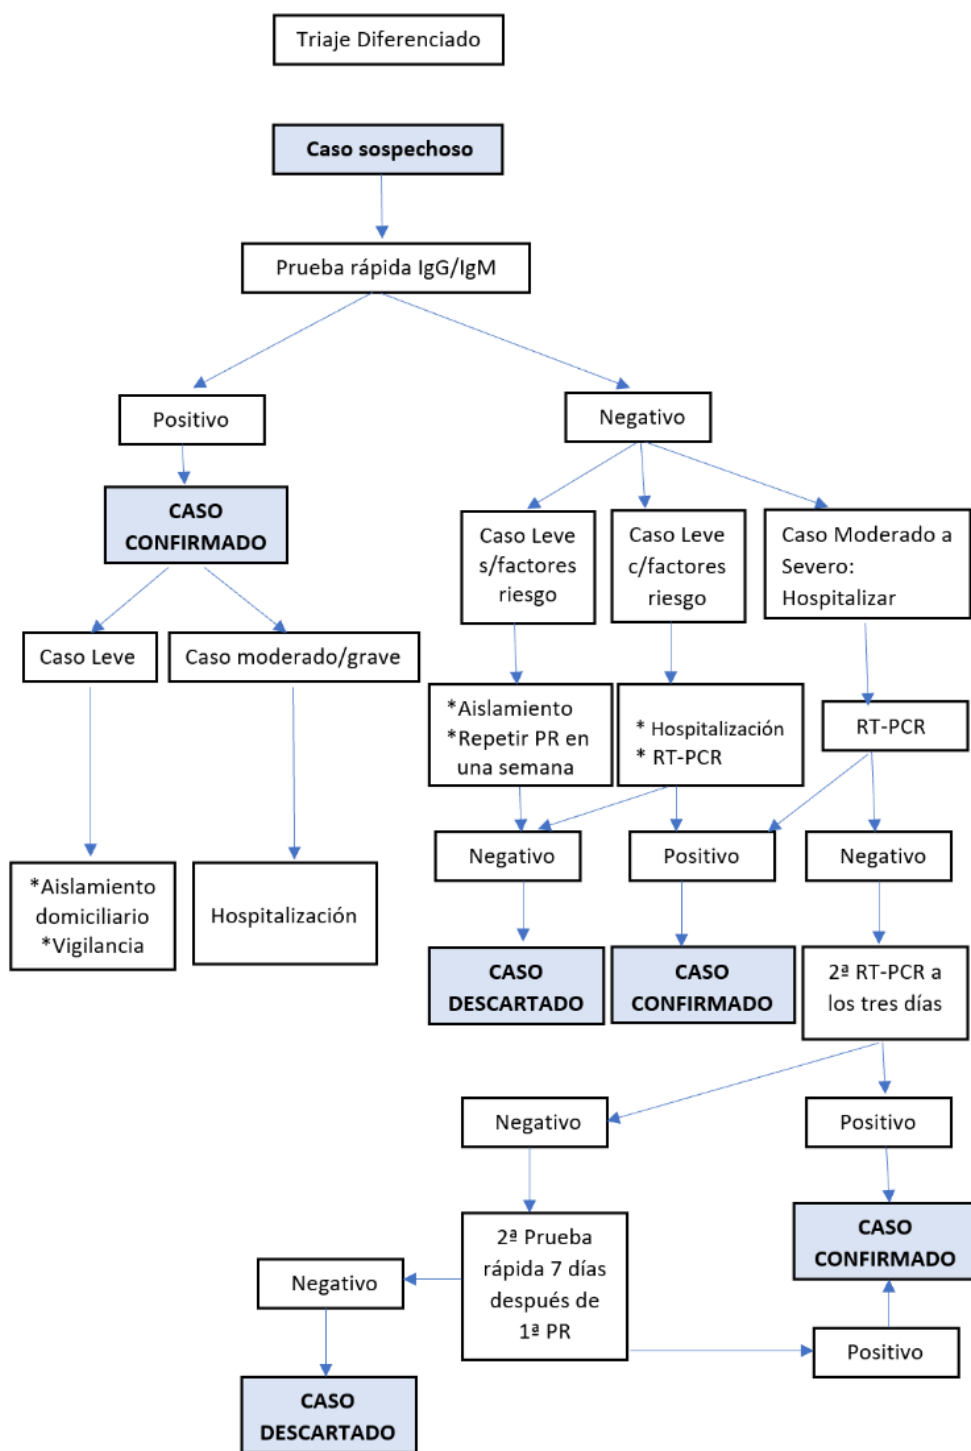 Triaje Diferenciado
Caso sospechoso
Prueba rápida IgG/IgM
Positivo
Negativo
CASO
CONFIRMADO
Caso Leve
s/factores
riesgo
Caso Leve
c/factores
riesgo
Caso Moderado a
Severo:
Hospitalizar
Caso Leve
Caso moderado/grave
*Aislamiento
*Repetir PR en
una semana
* Hospitalización
* RT-PCR
RT-PCR
Negativo
Positivo
Negativo
*Aislamiento
domiciliario
*Vigilancia
Hospitalización
CASO
DESCARTADO
CASO
CONFIRMADO
2ª RT-PCR a
los tres días
Negativo
Positivo
2ª Prueba
rápida 7 días
después de
1ª PR
CASO
CONFIRMADO
Negativo
Positivo
CASO
DESCARTADO